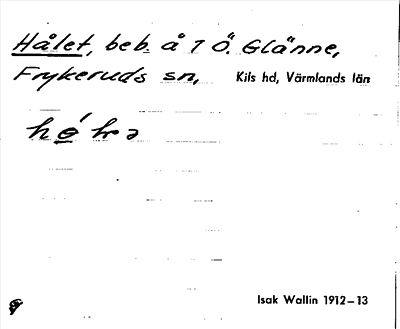 Hålet, beb. å 1 Ö. Glänne,
Frykeruds sn,
Kils hd, Värmlands län
Isak Wallin 1912–13